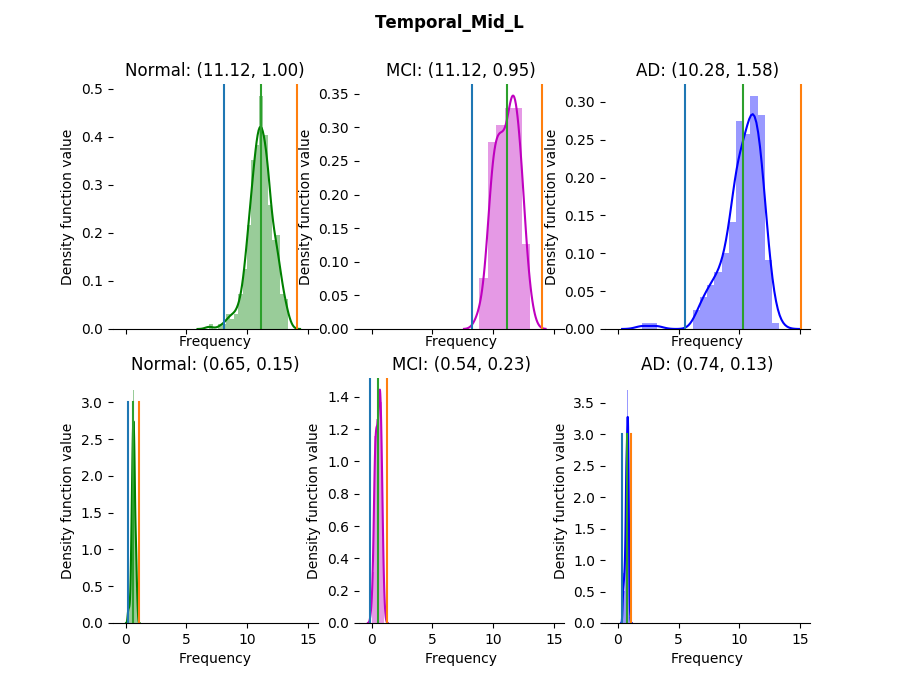 Temporal_Mid_L
Normal: (11.12, 1.00)
MCI: (11.12, 0.95)
AD: (10.28, 1.58)
Density function value
0.5
0.4
0.3
0.2
0.1
0.0
Frequency
Density function value
0.35
0.30
0.25
0.20
0.15
0.10
0.05
0.00
Frequency
Density function value
0.30
0.25
0.20
0.15
0.10
0.05
0.00
Frequency
Normal: (0.65, 0.15)
MCI: (0.54, 0.23)
AD: (0.74, 0.13)
Density function value
3.0
2.5
2.0
1.5
1.0
0.5
0.0
0 5 10 15
Frequency
Density function value
1.4
1.2
1.0
0.8
0.6
0.4
0.2
0.0
0 5 10 15
Frequency
Density function value
3.5
3.0
2.5
2.0
1.5
1.0
0.5
0.0
0 5 10 15
Frequency